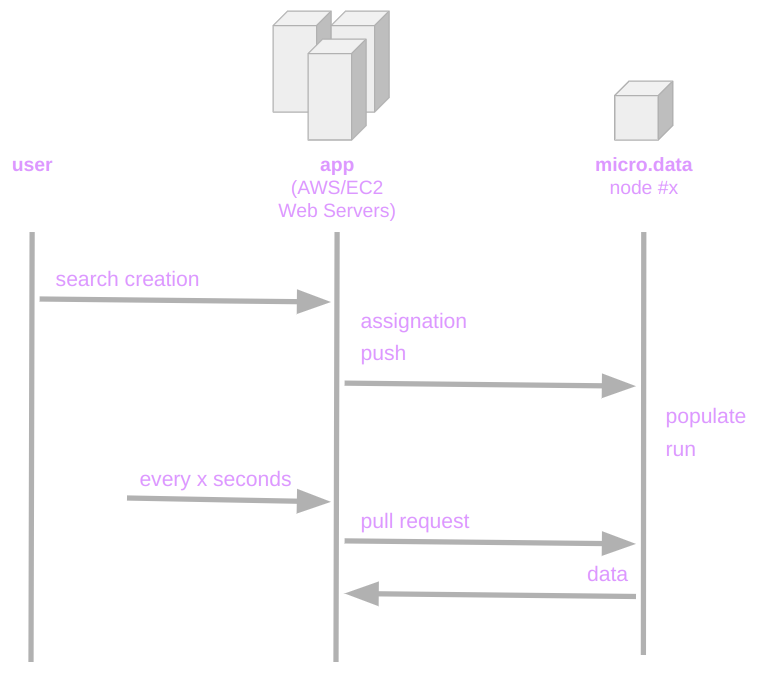 user
app
(AWS/EC2
Web Servers)
micro.data
node #x
search creation
assignation
push
populate
run
every x seconds
pull request
data